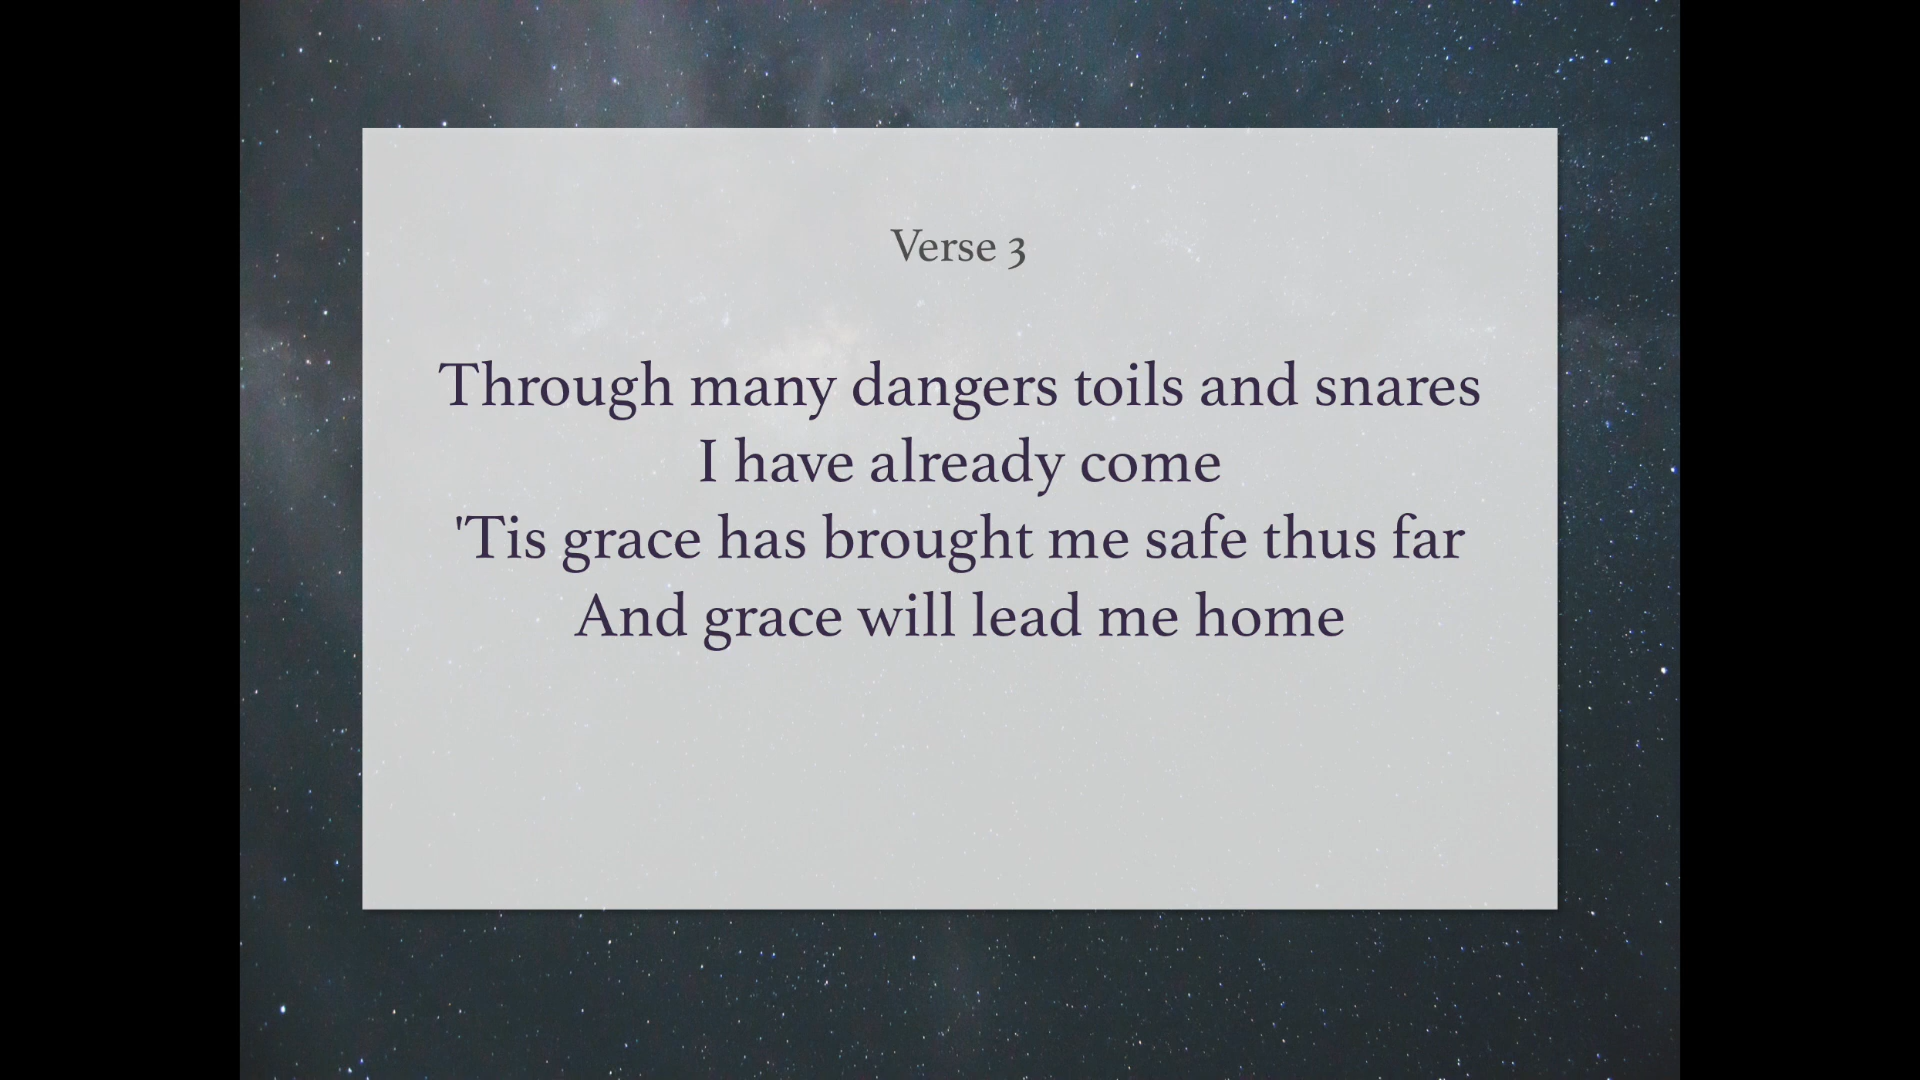 Verse 3
Through many dangers toils and snares
I have already come
'Tis grace has brought me safe thus far
And grace will lead me home